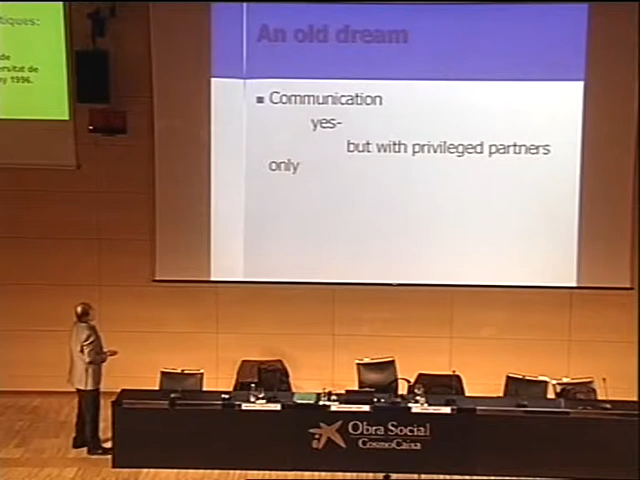 tiques:
de
ersitat de
ny 1996.
An old dream
Communication
yes-
but with privileged partners
only
Obra Social
CosmoCaixa